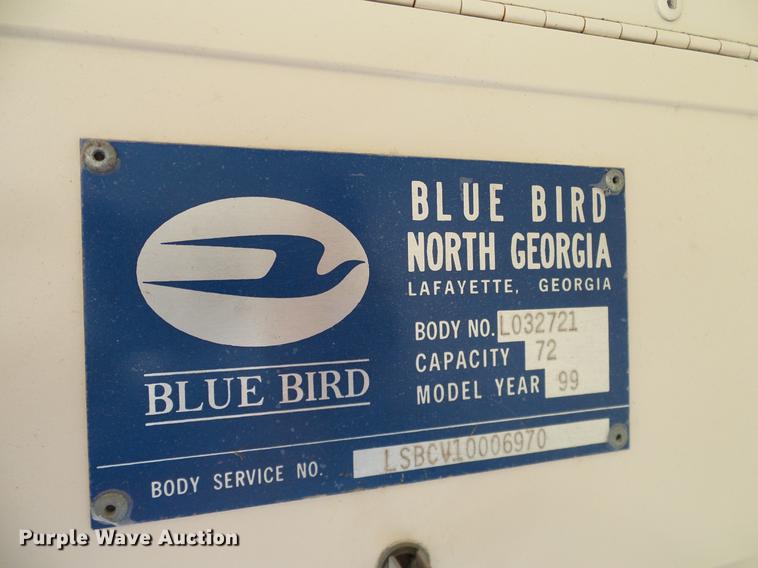 BLUE BIRD
BLUE BIRD
NORTH GEORGIA
LAFAYETTE, GEORGIA
BODY NO. L032721
CAPACITY 72
MODEL YEAR 99
BODY SERVICE NO. LSBCV10006970
Purple Wave Auction